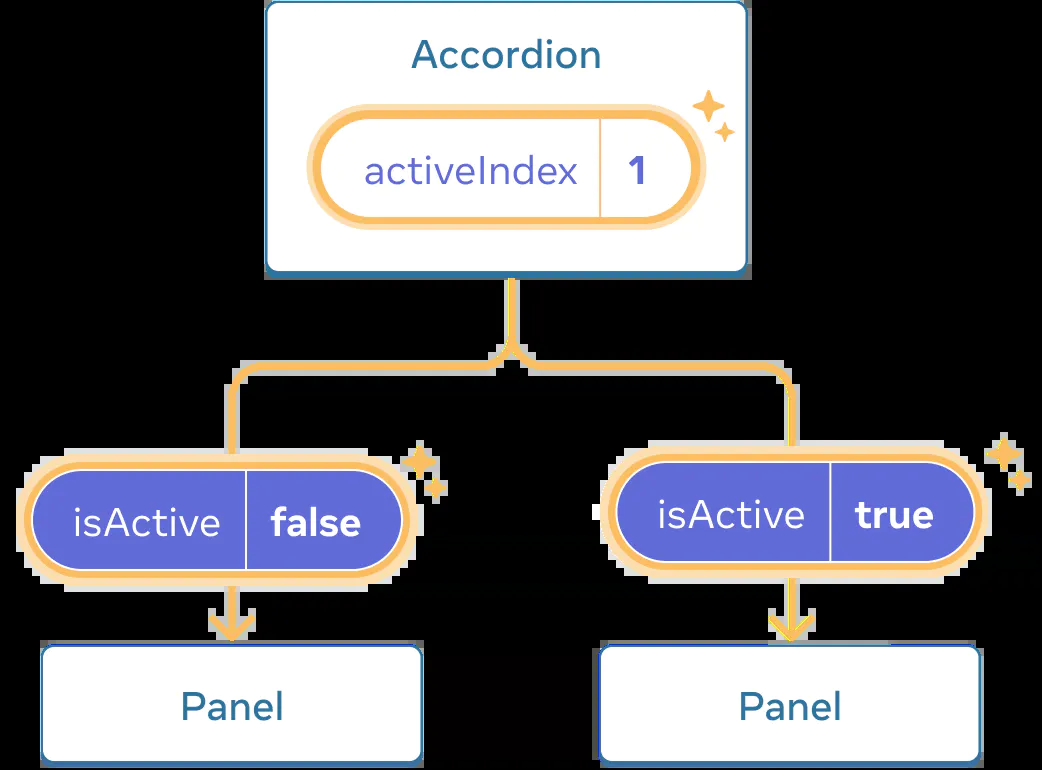 Accordion
activeIndex 1
isActive false
isActive true
Panel
Panel